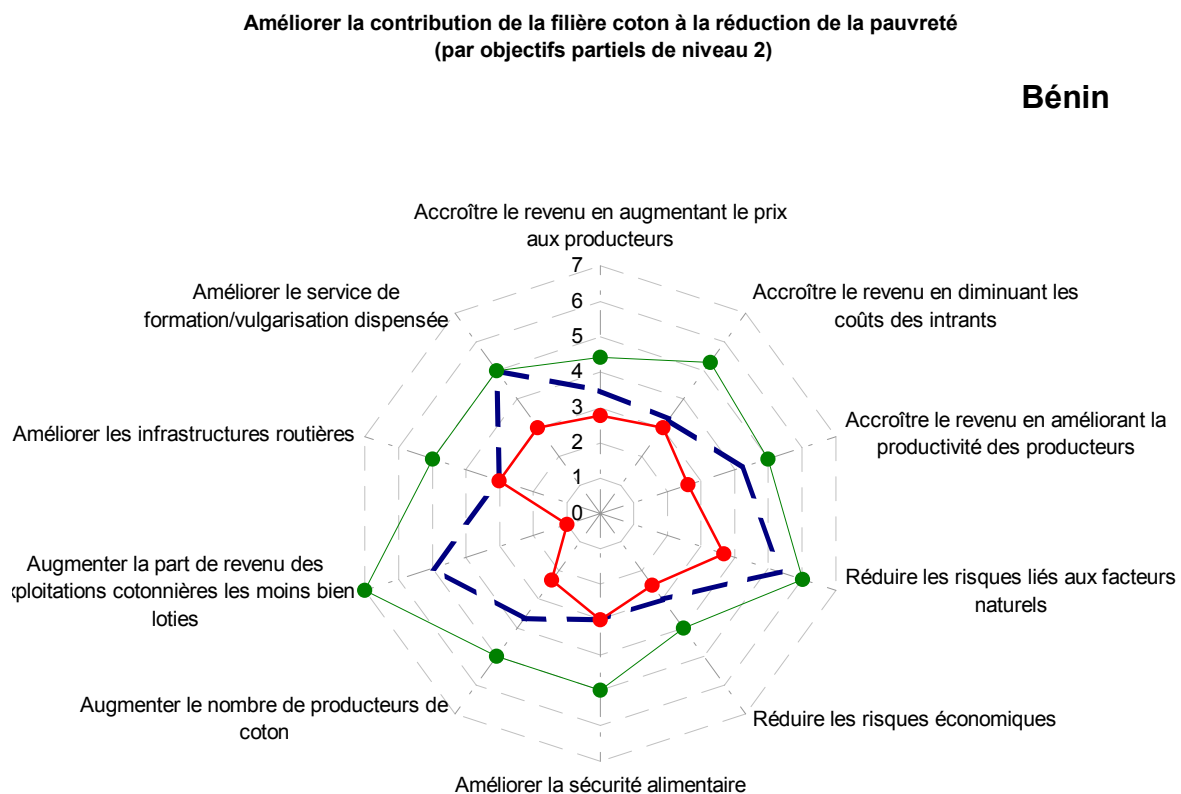 Améliorer la contribution de la filière coton à la réduction de la pauvreté
(par objectifs partiels de niveau 2)
Bénin
Accroître le revenu en augmentant le prix
aux producteurs
Améliorer le service de
formation/vulgarisation dispensée
Accroître le revenu en diminuant les
coûts des intrants
Améliorer les infrastructures routières
Accroître le revenu en améliorant la
productivité des producteurs
Augmenter la part de revenu des
xploitations cotonnières les moins bien
loties
Réduire les risques liés aux facteurs
naturels
Augmenter le nombre de producteurs de
coton
Réduire les risques économiques
Améliorer la sécurité alimentaire
7
6
5
4
3
2
1
0